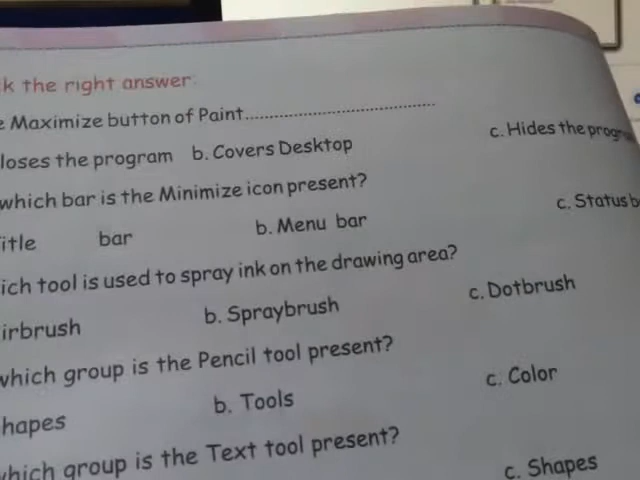 k the right answer.
e Maximize button of Paint....................................................
loses the program b. Covers Desktop c. Hides the progra
which bar is the Minimize icon present?
itle bar b. Menu bar c. Status b
ich tool is used to spray ink on the drawing area?
irbrush b. Spraybrush c. Dotbrush
which group is the Pencil tool present?
hapes b. Tools c. Color
which group is the Text tool present?
c. Shapes